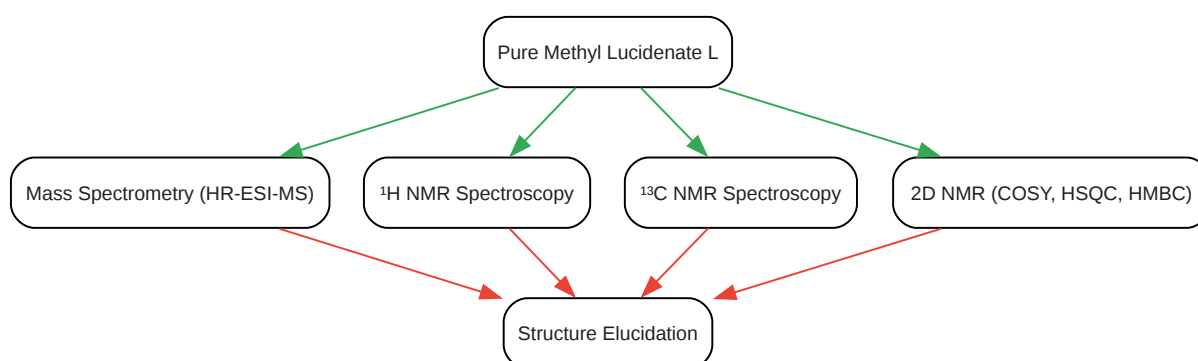 Pure Methyl Lucidenate L
Mass Spectrometry (HR-ESI-MS)
¹H NMR Spectroscopy
¹³C NMR Spectroscopy
2D NMR (COSY, HSQC, HMBC)
Structure Elucidation